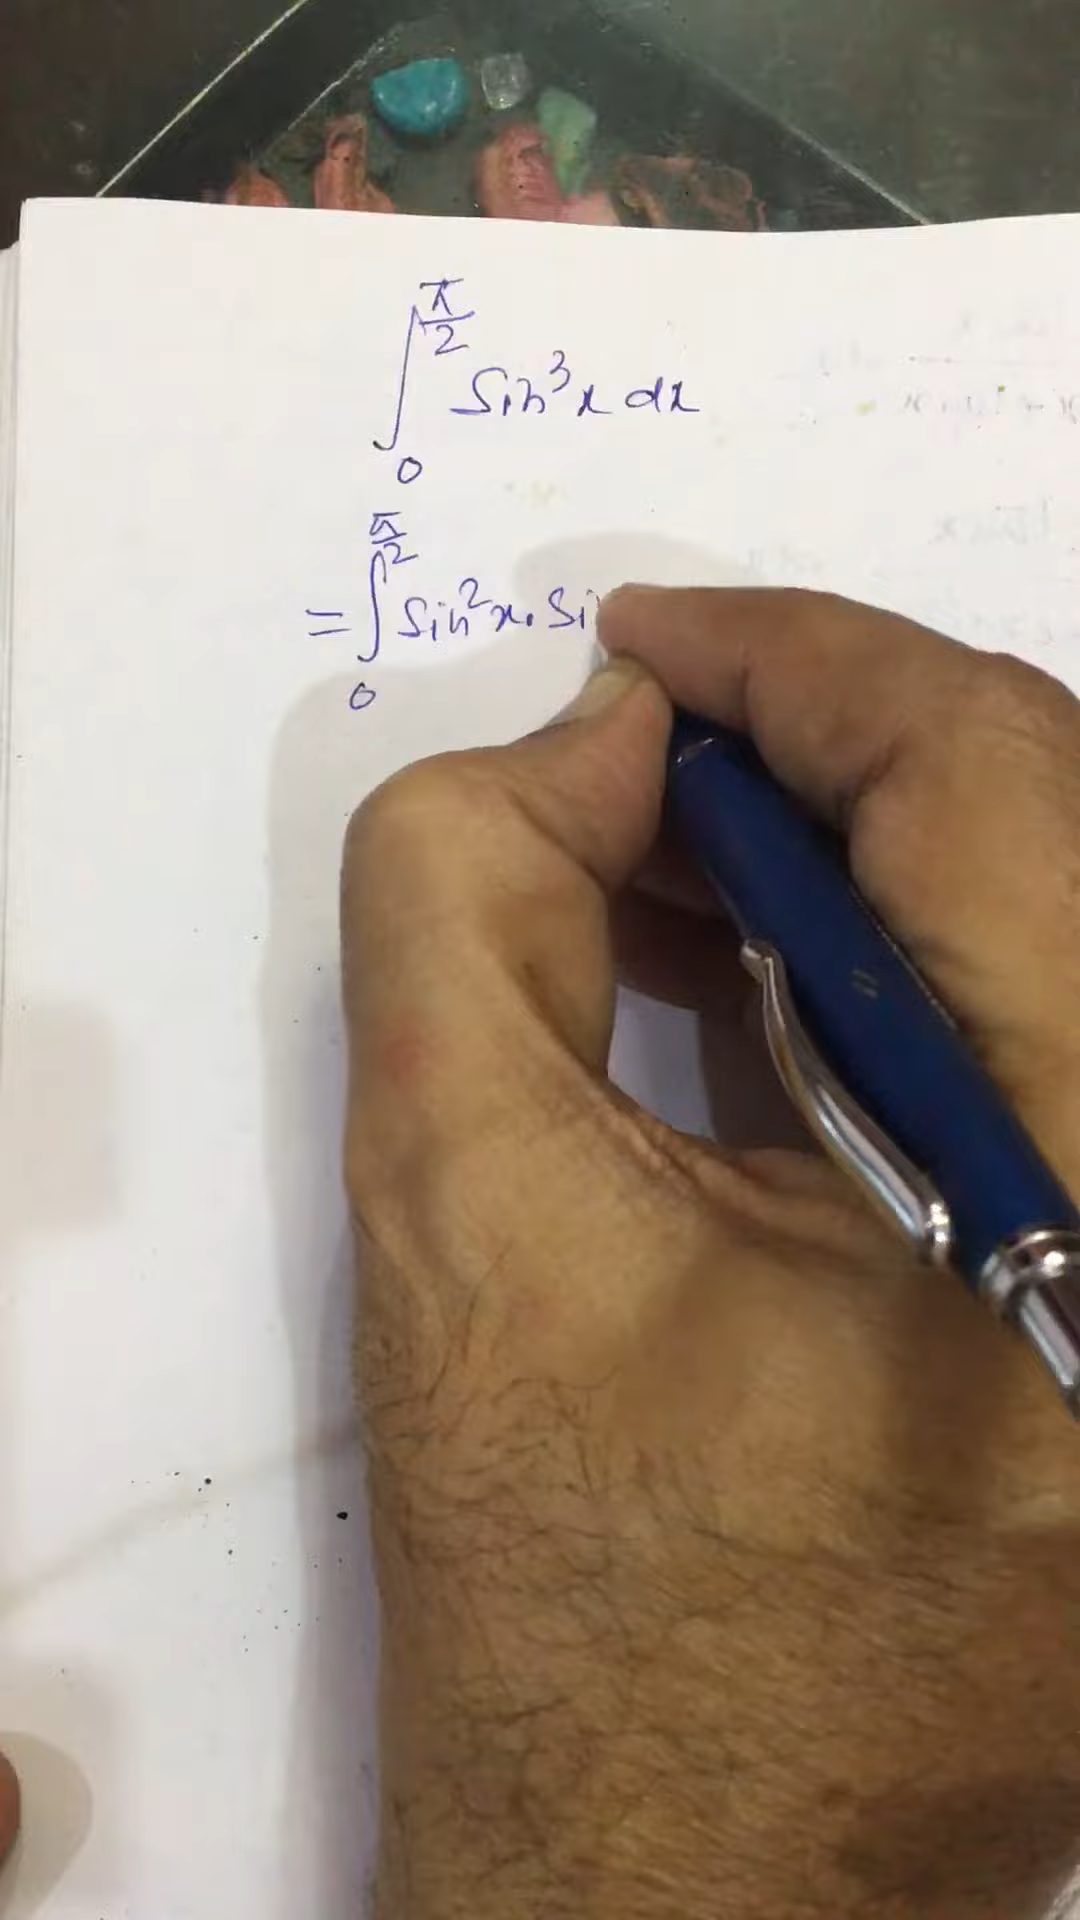 ∫₀^{π/2} Sin³x dx
= ∫₀^{π/2} Sin²x. Si